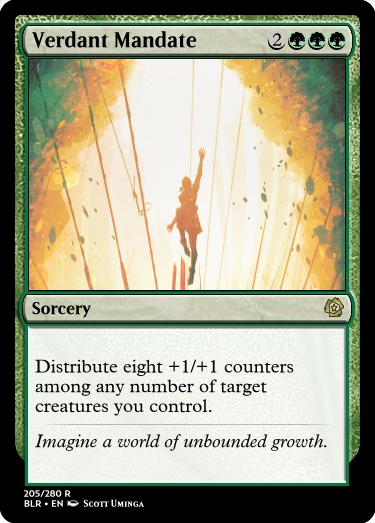 Verdant Mandate 2
Sorcery
Distribute eight +1/+1 counters
among any number of target
creatures you control.
Imagine a world of unbounded growth.
205/280 R
BLR • EN Scott Uminga